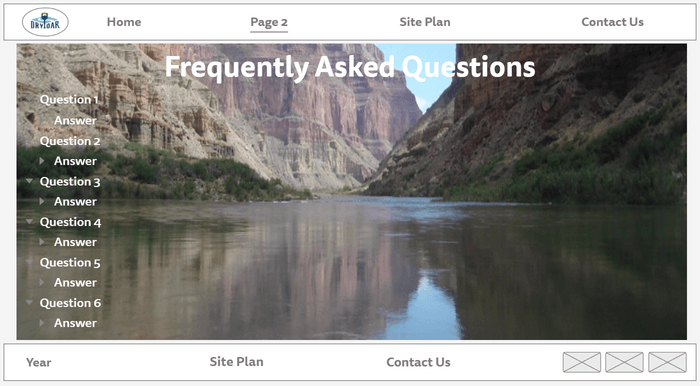 DRYOAR
Home Page 2 Site Plan Contact Us
Frequently Asked Questions
Question 1
Answer
Question 2
Answer
Question 3
Answer
Question 4
Answer
Question 5
Answer
Question 6
Answer
Year Site Plan Contact Us